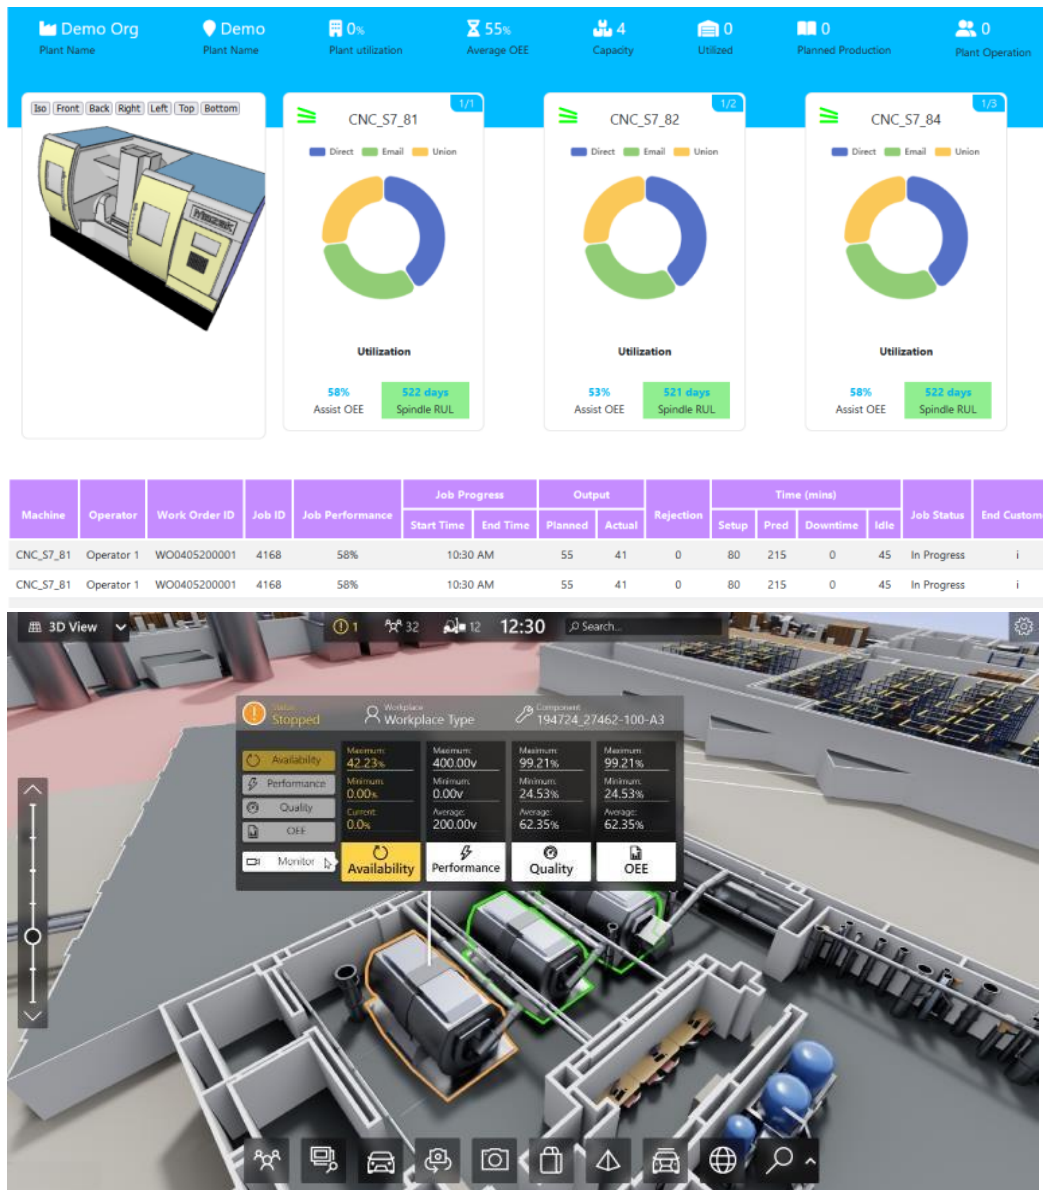 Demo Org Demo 0% 55% 4 0 0 0
Plant Name Plant Name Plant utilization Average OEE Capacity Utilized Planned Production Plant Operation
Iso Front Back Right Left Top Bottom
Mazak
1/1
CNC_S7_81
Direct Email Union
Utilization
58% 522 days
Assist OEE Spindle RUL
1/2
CNC_S7_82
Direct Email Union
Utilization
53% 521 days
Assist OEE Spindle RUL
1/3
CNC_S7_84
Direct Email Union
Utilization
58% 522 days
Assist OEE Spindle RUL
Machine Operator Work Order ID Job ID Job Performance Job Progress Output Rejection Time (mins) Job Status End Custom
Start Time End Time Planned Actual Setup Pred Downtime Idle
CNC_S7_81 Operator 1 WO0405200001 4168 58% 10:30 AM 55 41 0 80 215 0 45 In Progress i
CNC_S7_81 Operator 1 WO0405200001 4168 58% 10:30 AM 55 41 0 80 215 0 45 In Progress i
3D View 1 32 12 12:30 Search...
Status Workplace Component
Stopped Workplace Type 194724_27462-100-A3
Availability
Performance
Quality
OEE
Monitor
Maximum: Maximum: Maximum: Maximum:
42.23% 400.00v 99.21% 99.21%
Minimum: Minimum: Minimum: Minimum:
0.00% 0.00v 24.53% 24.53%
Current: Average: Average: Average:
0.0% 200.00v 62.35% 62.35%
Availability Performance Quality OEE